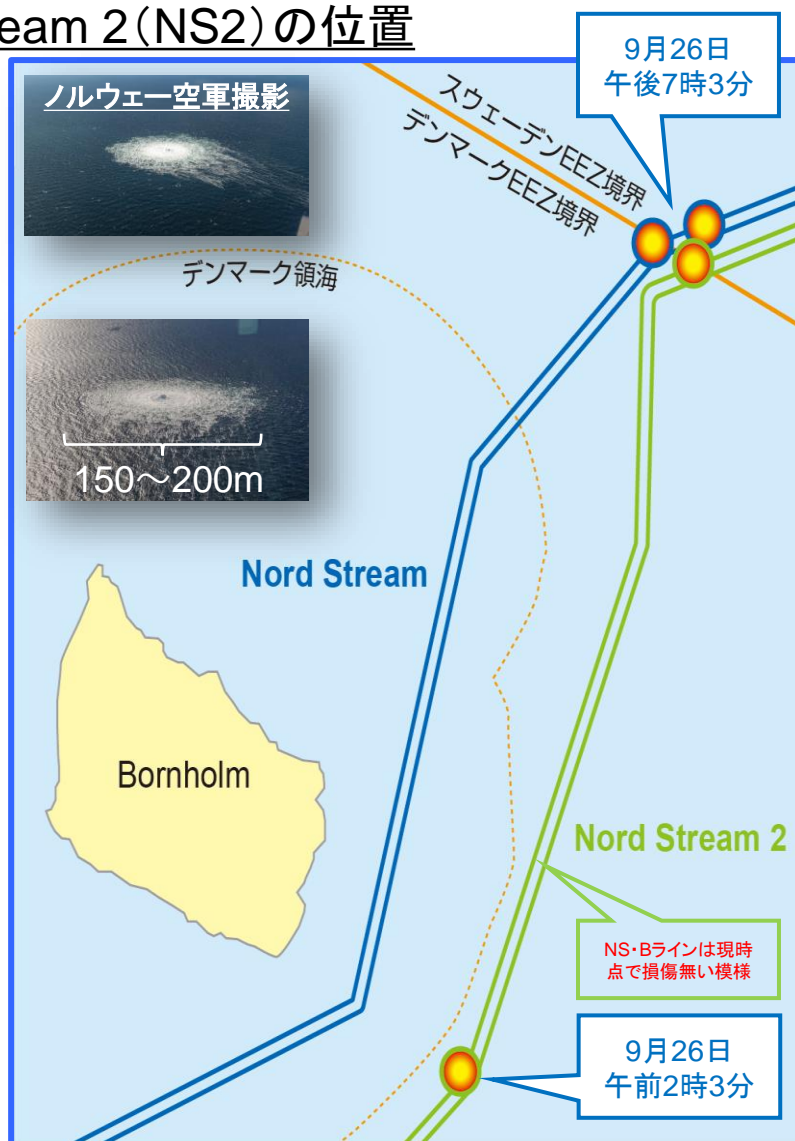 eam 2（NS2）の位置
9月26日
午後7時3分
ノルウェー空軍撮影
スウェーデンEEZ境界
デンマークEEZ境界
デンマーク領海
150～200m
Nord Stream
Bornholm
Nord Stream 2
NS・Bラインは現時
点で損傷無い模様
9月26日
午前2時3分